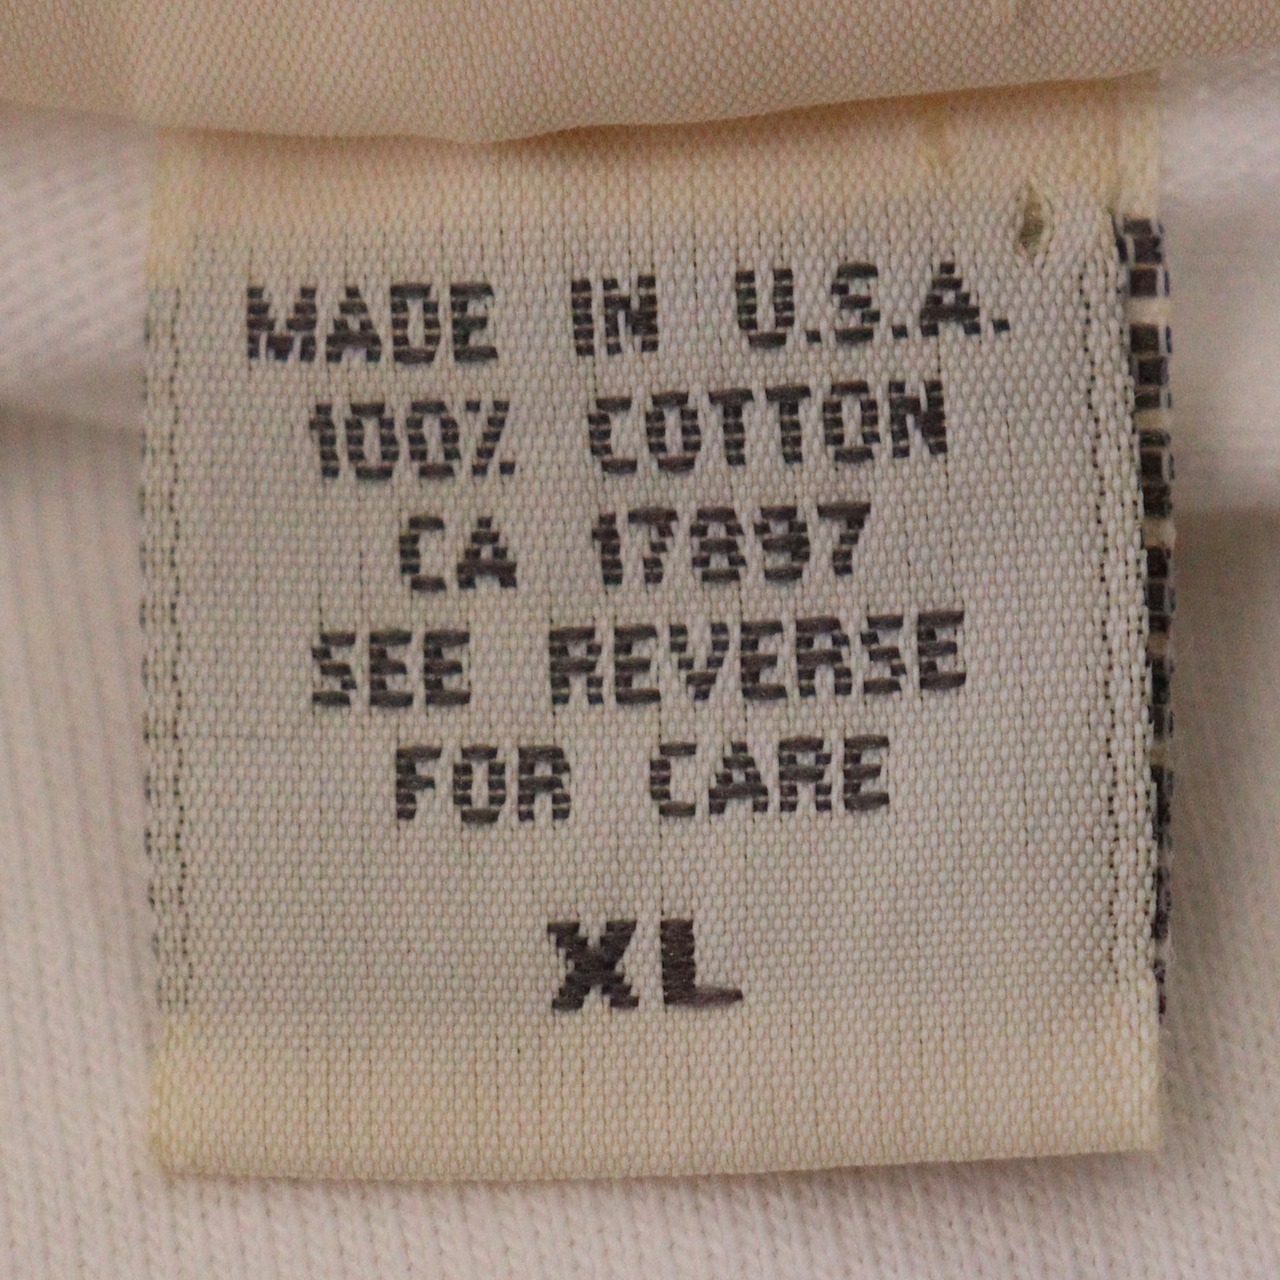 MADE IN U.S.A.
100% COTTON
CA 17897
SEE REVERSE
FOR CARE
XL